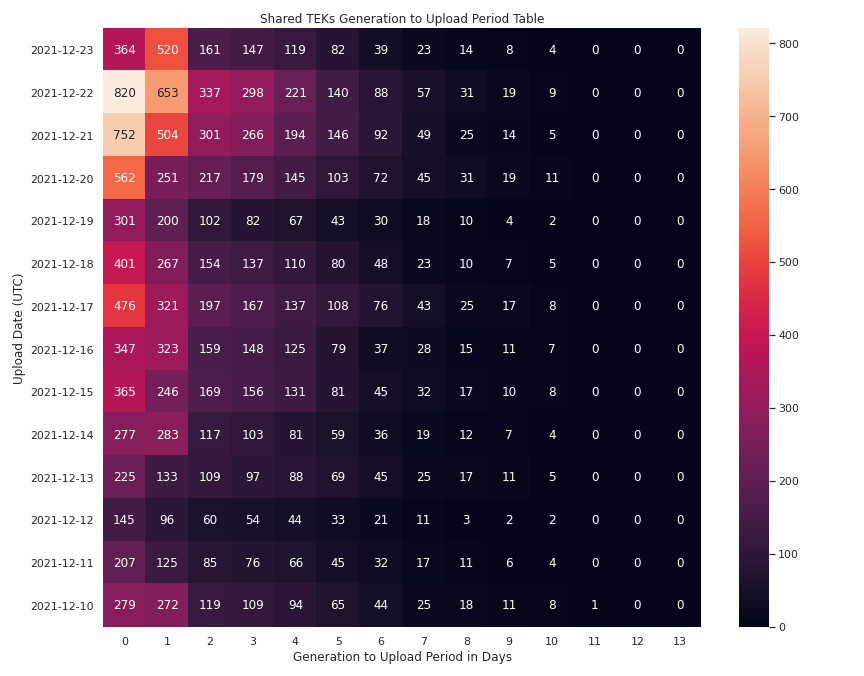 Shared TEKs Generation to Upload Period Table
Upload Date (UTC)
2021-12-23 364 520 161 147 119 82 39 23 14 8 4 0 0 0
2021-12-22 820 653 337 298 221 140 88 57 31 19 9 0 0 0
2021-12-21 752 504 301 266 194 146 92 49 25 14 5 0 0 0
2021-12-20 562 251 217 179 145 103 72 45 31 19 11 0 0 0
2021-12-19 301 200 102 82 67 43 30 18 10 4 2 0 0 0
2021-12-18 401 267 154 137 110 80 48 23 10 7 5 0 0 0
2021-12-17 476 321 197 167 137 108 76 43 25 17 8 0 0 0
2021-12-16 347 323 159 148 125 79 37 28 15 11 7 0 0 0
2021-12-15 365 246 169 156 131 81 45 32 17 10 8 0 0 0
2021-12-14 277 283 117 103 81 59 36 19 12 7 4 0 0 0
2021-12-13 225 133 109 97 88 69 45 25 17 11 5 0 0 0
2021-12-12 145 96 60 54 44 33 21 11 3 2 2 0 0 0
2021-12-11 207 125 85 76 66 45 32 17 11 6 4 0 0 0
2021-12-10 279 272 119 109 94 65 44 25 18 11 8 1 0 0
0 1 2 3 4 5 6 7 8 9 10 11 12 13
Generation to Upload Period in Days
800
700
600
500
400
300
200
100
0